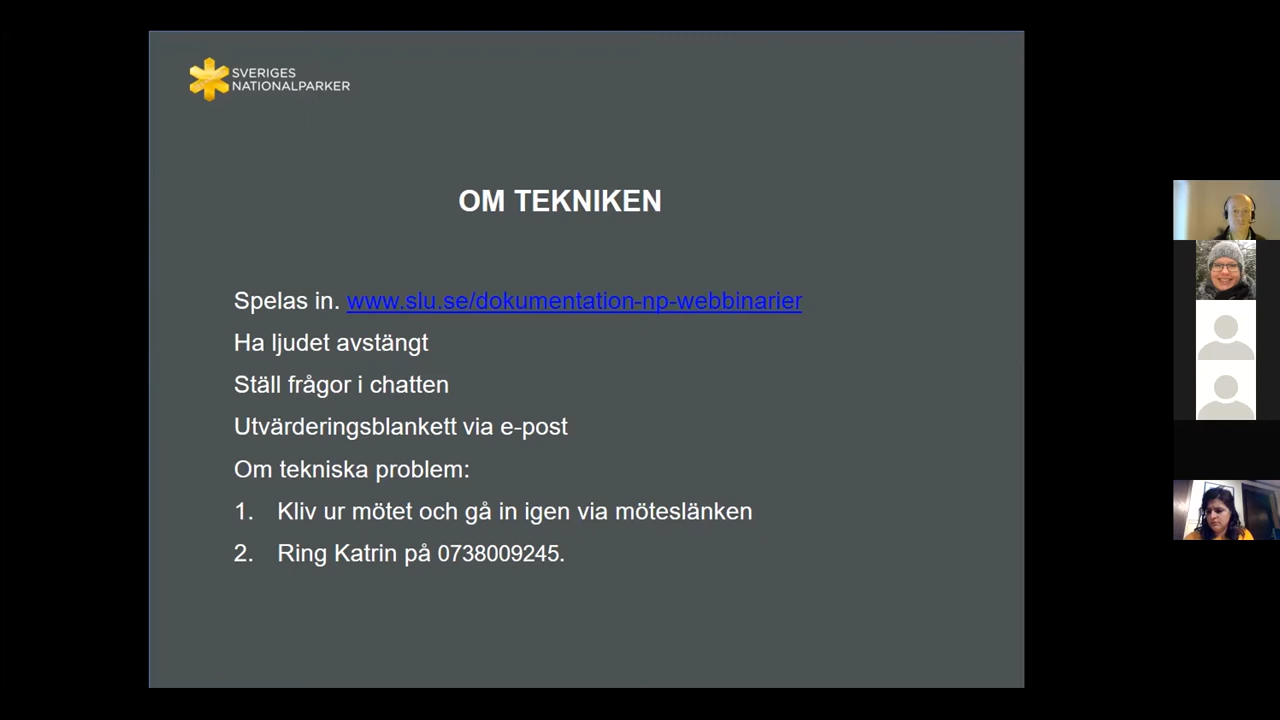 SVERIGES
NATIONALPARKER
OM TEKNIKEN
Spelas in. www.slu.se/dokumentation-np-webbinarier
Ha ljudet avstängt
Ställ frågor i chatten
Utvärderingsblankett via e-post
Om tekniska problem:
1. Kliv ur mötet och gå in igen via möteslänken
2. Ring Katrin på 0738009245.